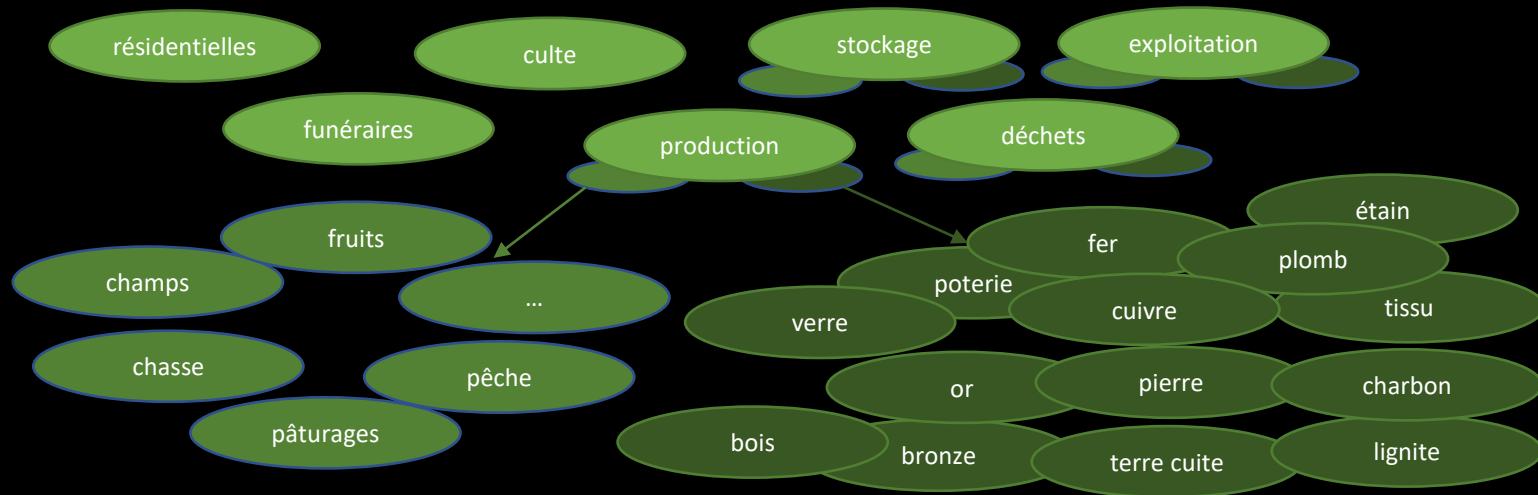 résidentielles
culte
stockage
exploitation
funéraires
production
déchets
fruits
champs
...
chasse
pêche
pâturages
étain
fer
plomb
poterie
cuivre
tissu
verre
or
pierre
charbon
bois
bronze
terre cuite
lignite